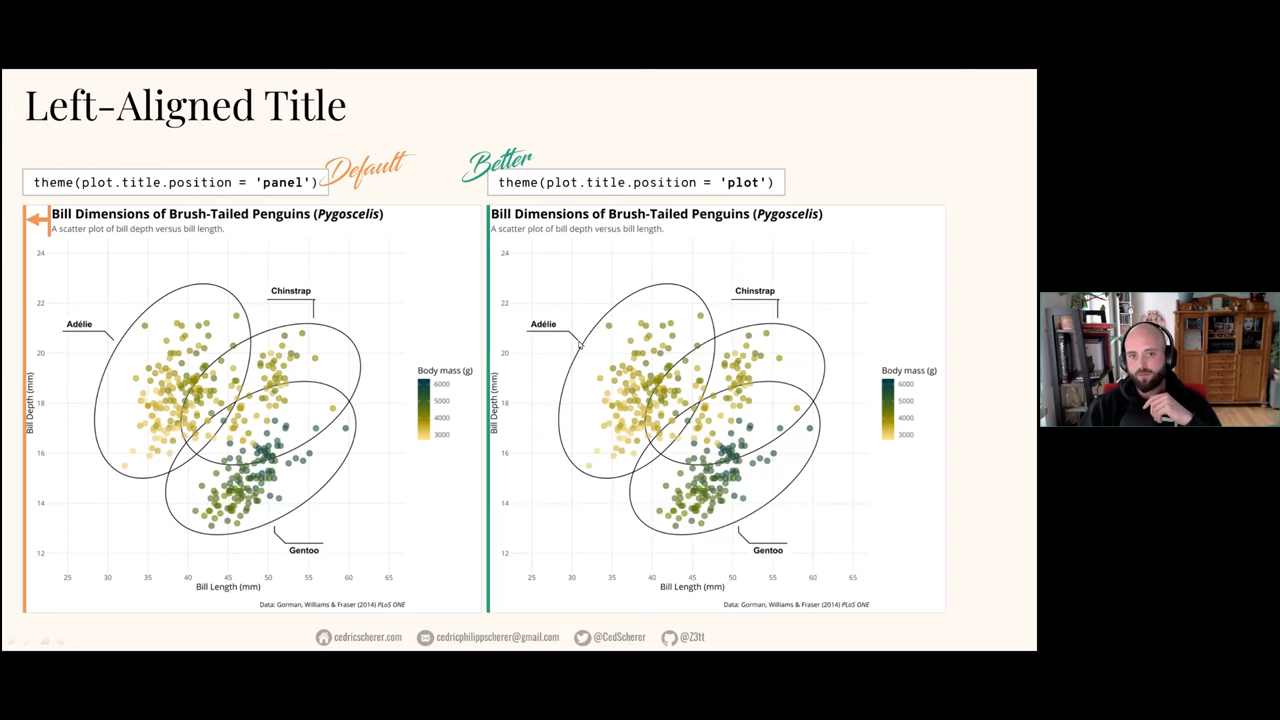 Left-Aligned Title
Default
theme(plot.title.position = 'panel')
Bill Dimensions of Brush-Tailed Penguins (Pygoscelis)
A scatter plot of bill depth versus bill length.
24
22
20
18
16
14
12
Bill Depth (mm)
Adélie
Chinstrap
Gentoo
25 30 35 40 45 50 55 60 65
Bill Length (mm)
Body mass (g)
6000
5000
4000
3000
Data: Gorman, Williams & Fraser (2014) PLoS ONE
Better
theme(plot.title.position = 'plot')
Bill Dimensions of Brush-Tailed Penguins (Pygoscelis)
A scatter plot of bill depth versus bill length.
24
22
20
18
16
14
12
Bill Depth (mm)
Adélie
Chinstrap
Gentoo
25 30 35 40 45 50 55 60 65
Bill Length (mm)
Body mass (g)
6000
5000
4000
3000
Data: Gorman, Williams & Fraser (2014) PLoS ONE
cedricscherer.com cedricphilippscherer@gmail.com @CedScherer @Z3tt